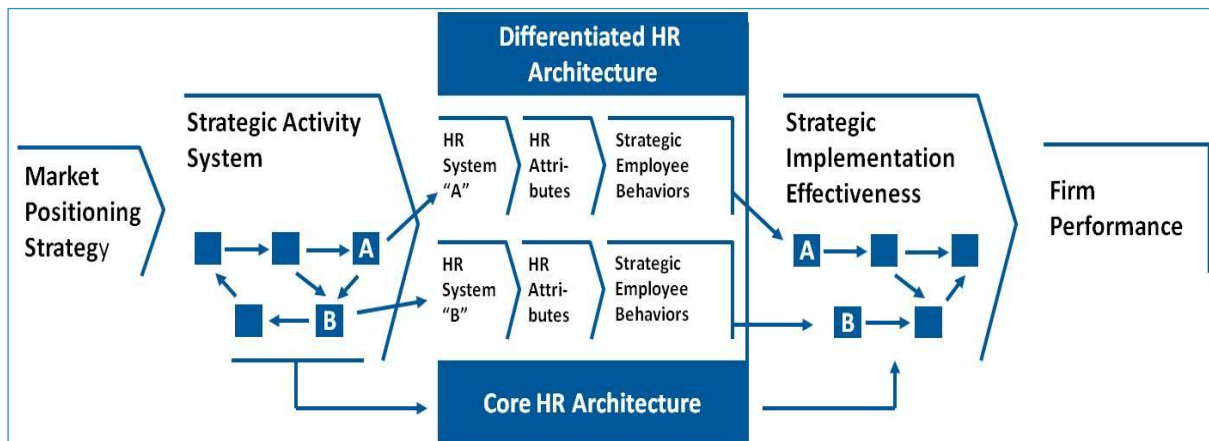 Differentiated HR
Architecture
Market
Positioning
Strategy
Strategic Activity
System
A
B
HR
System
“A”
HR
Attri-
butes
Strategic
Employee
Behaviors
HR
System
“B”
HR
Attri-
butes
Strategic
Employee
Behaviors
Core HR Architecture
Strategic
Implementation
Effectiveness
A
B
Firm
Performance